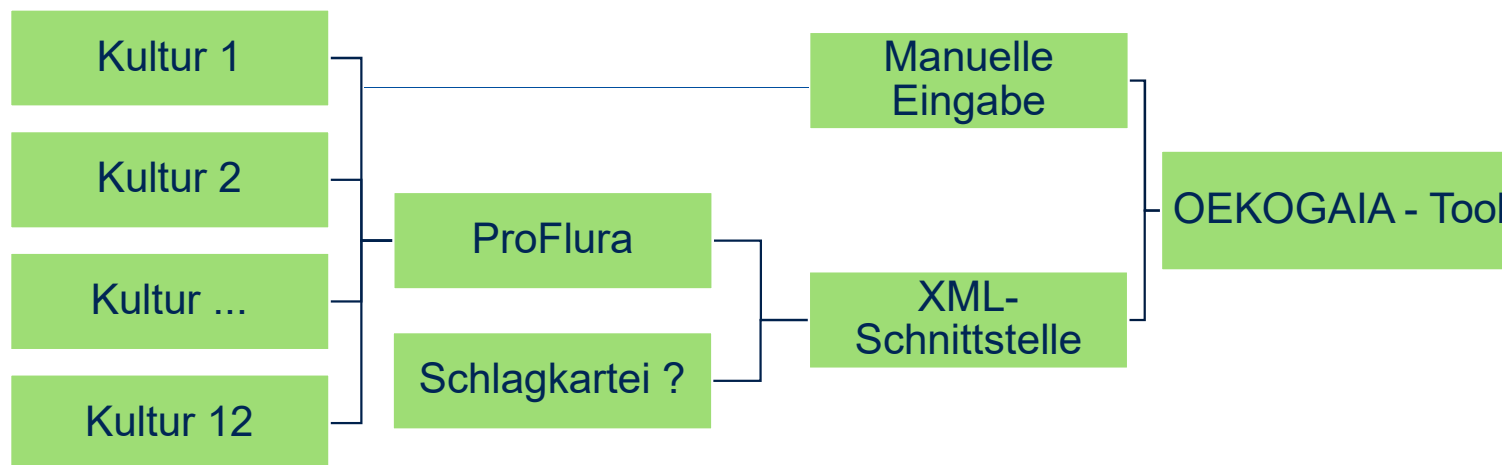 Kultur 1
Kultur 2
Kultur ...
Kultur 12
ProFlura
Schlagkartei ?
Manuelle
Eingabe
XML-
Schnittstelle
OEKOGAIA - Tool